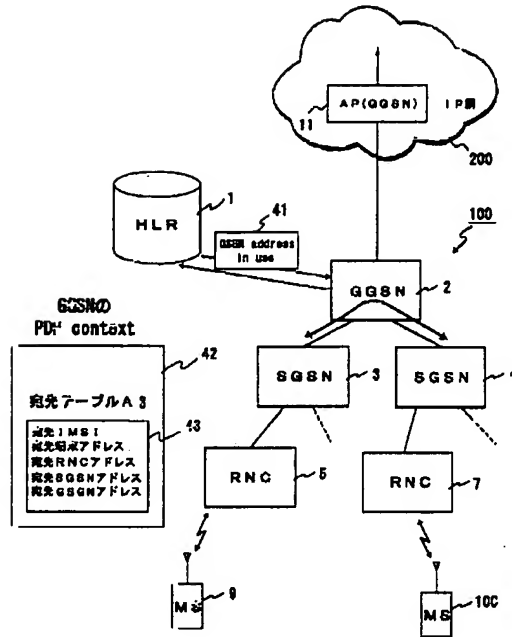 AP(GGSN)
IP網
11
200
1
HLR
41
GGSN address
in use
100
GGSN
2
GGSNの
PDP context
42
SGSN
3
SGSN
宛先テーブルA3
43
宛先IMSI
宛先端末アドレス
宛先RNCアドレス
宛先SGSNアドレス
宛先GSGNアドレス
RNC
5
RNC
7
MS
9
MS
10C